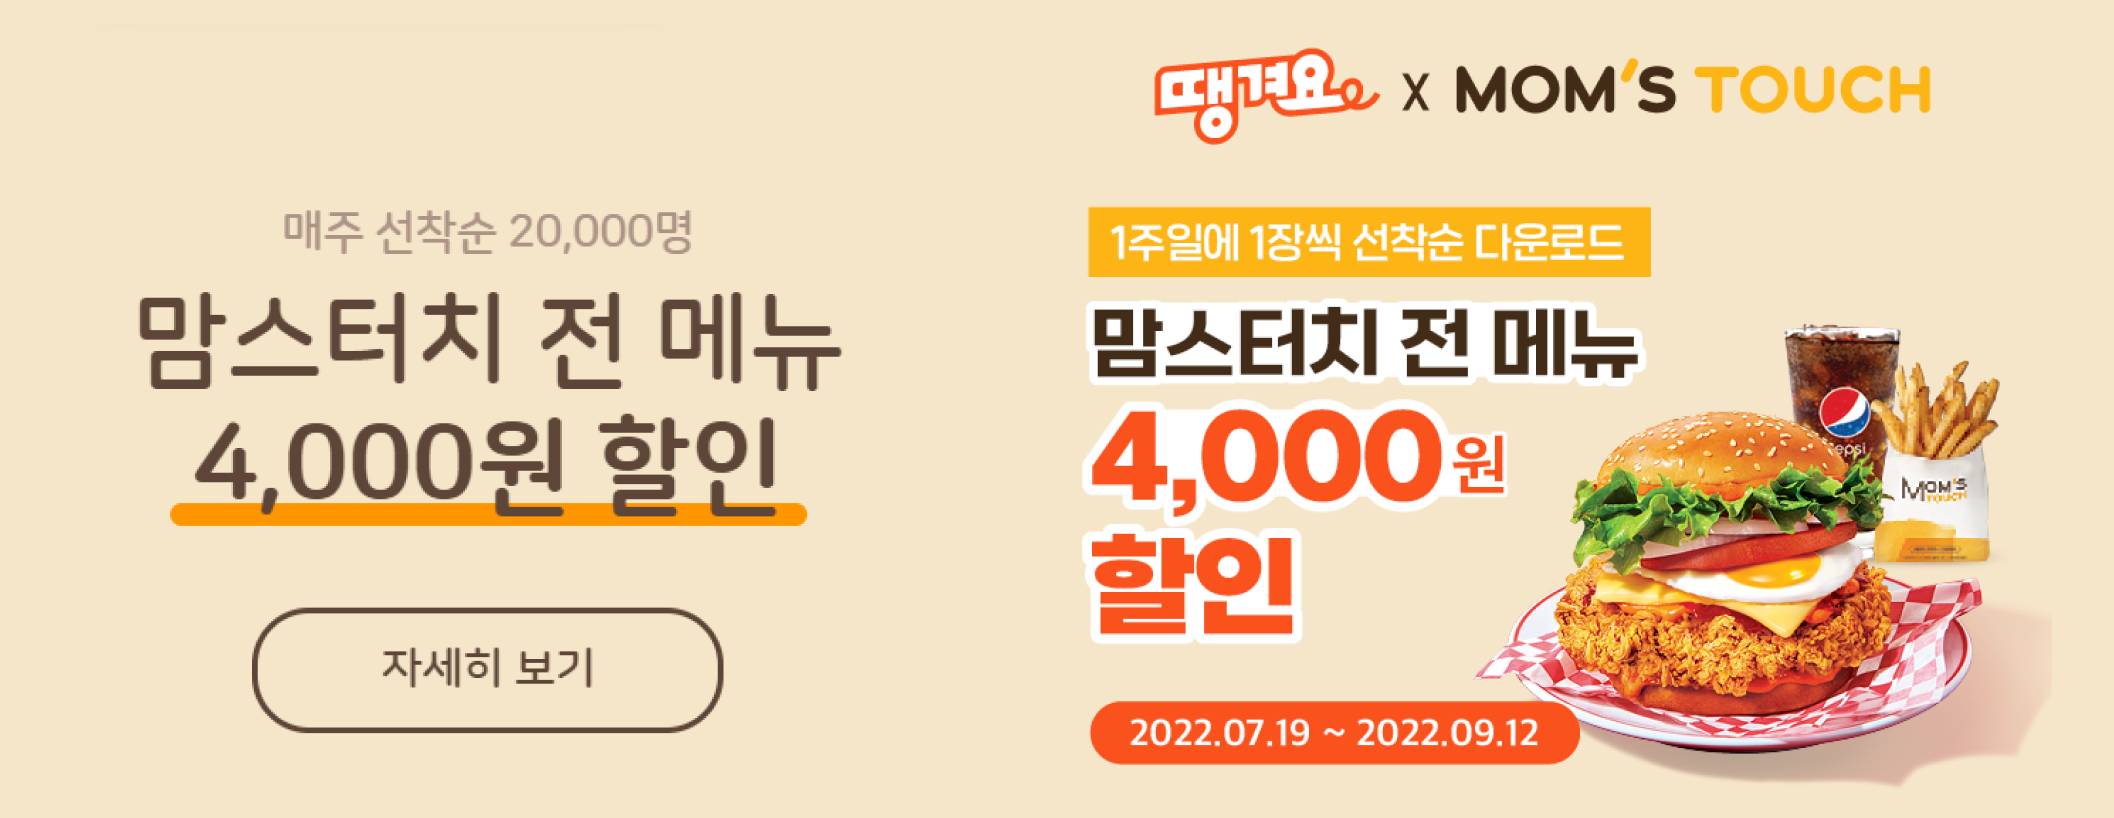 매주 선착순 20,000명
맘스터치 전 메뉴
4,000원 할인
자세히 보기
땡겨요 X MOM'S TOUCH
1주일에 1장씩 선착순 다운로드
맘스터치 전 메뉴
4,000원
할인
2022.07.19 ~ 2022.09.12
epsi
MOM'S
TOUCH